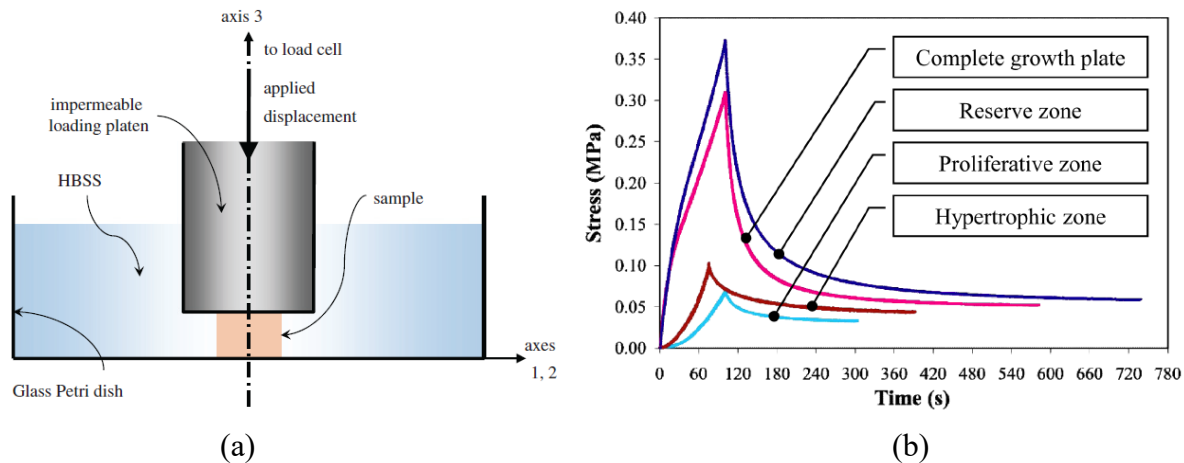 axis 3
to load cell
applied
displacement
impermeable
loading platen
HBSS
sample
axes
1, 2
Glass Petri dish
(a)
Stress (MPa)
0.40
0.35
0.30
0.25
0.20
0.15
0.10
0.05
0.00
Complete growth plate
Reserve zone
Proliferative zone
Hypertrophic zone
0 60 120 180 240 300 360 420 480 540 600 660 720 780
Time (s)
(b)